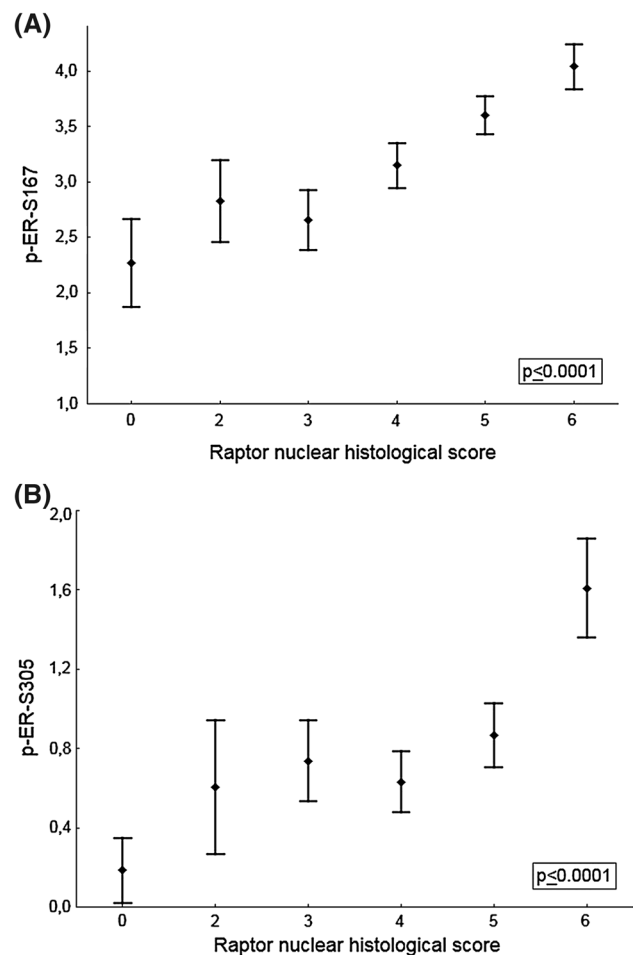 (A)
4,0
3,5
3,0
2,5
2,0
1,5
1,0
p-ER-S167
p≤0.0001
0 2 3 4 5 6
Raptor nuclear histological score
(B)
2,0
1,6
1,2
0,8
0,4
0,0
p-ER-S305
p≤0.0001
0 2 3 4 5 6
Raptor nuclear histological score